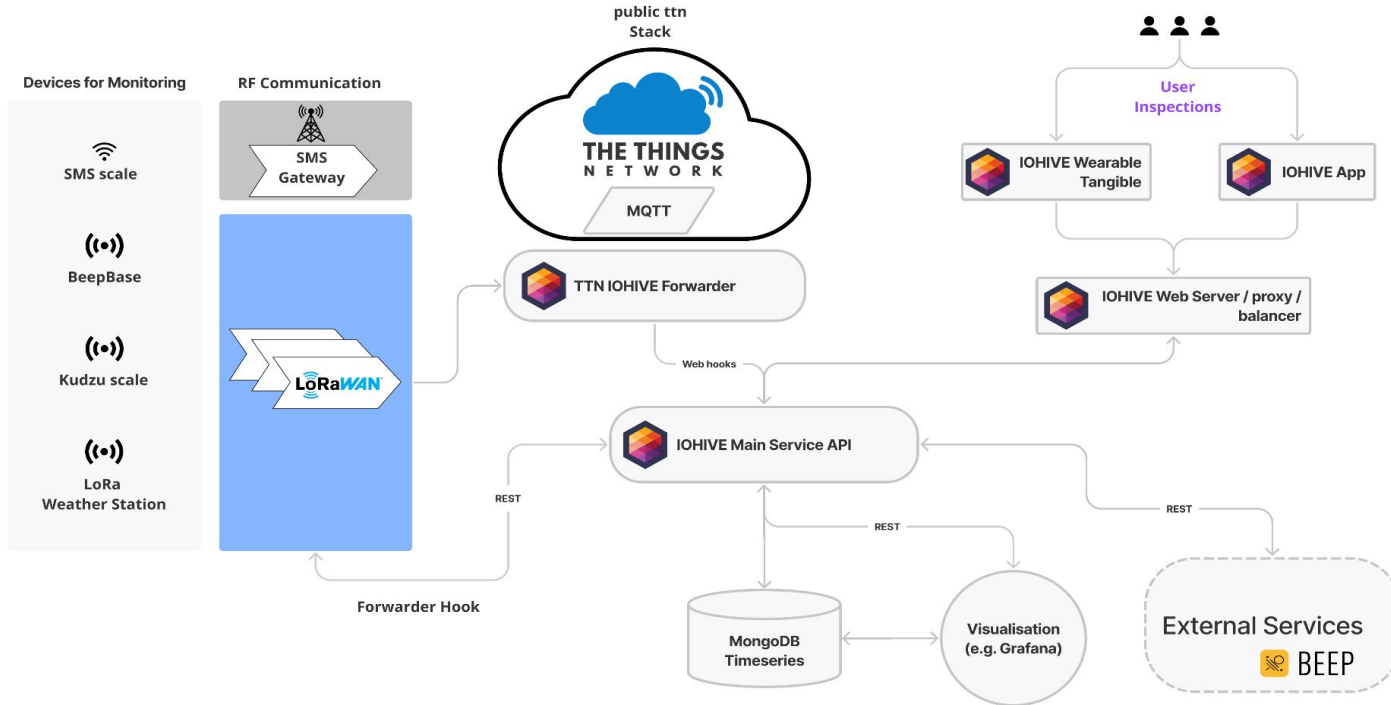 public ttn
Stack
Devices for Monitoring
RF Communication
SMS scale
BeepBase
Kudzu scale
LoRa
Weather Station
SMS
Gateway
LoRaWAN
THE THINGS
NETWORK
MQTT
TTN IOHIVE Forwarder
User
Inspections
IOHIVE Wearable
Tangible
IOHIVE App
IOHIVE Web Server / proxy /
balancer
Web hooks
IOHIVE Main Service API
REST
REST
REST
Forwarder Hook
MongoDB
Timeseries
Visualisation
(e.g. Grafana)
External Services
BEEP